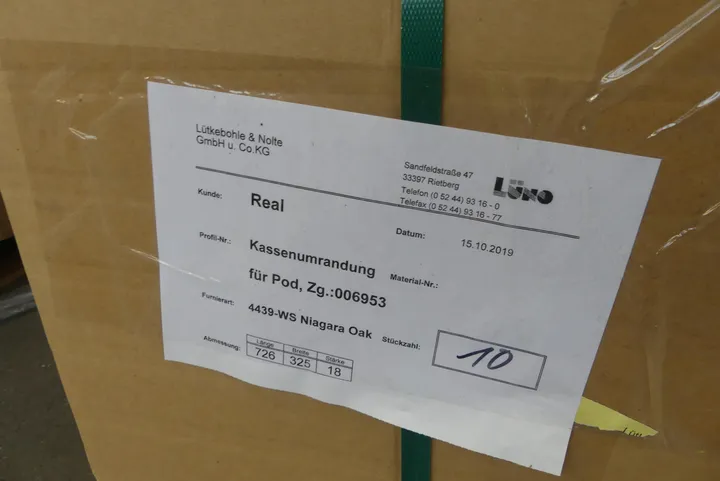 Lütkebohle & Nolte
GmbH u. Co.KG
Sandfeldstraße 47
33397 Rietberg
Telefon (0 52 44) 93 16 - 0
Telefax (0 52 44) 93 16 - 77
LÜNO
Kunde: Real
Datum: 15.10.2019
Profil-Nr.: Kassenumrandung
für Pod, Zg.:006953
Material-Nr.:
Furnierart: 4439-WS Niagara Oak
Stückzahl: 10
Abmessung: Länge Breite Stärke
726 325 18